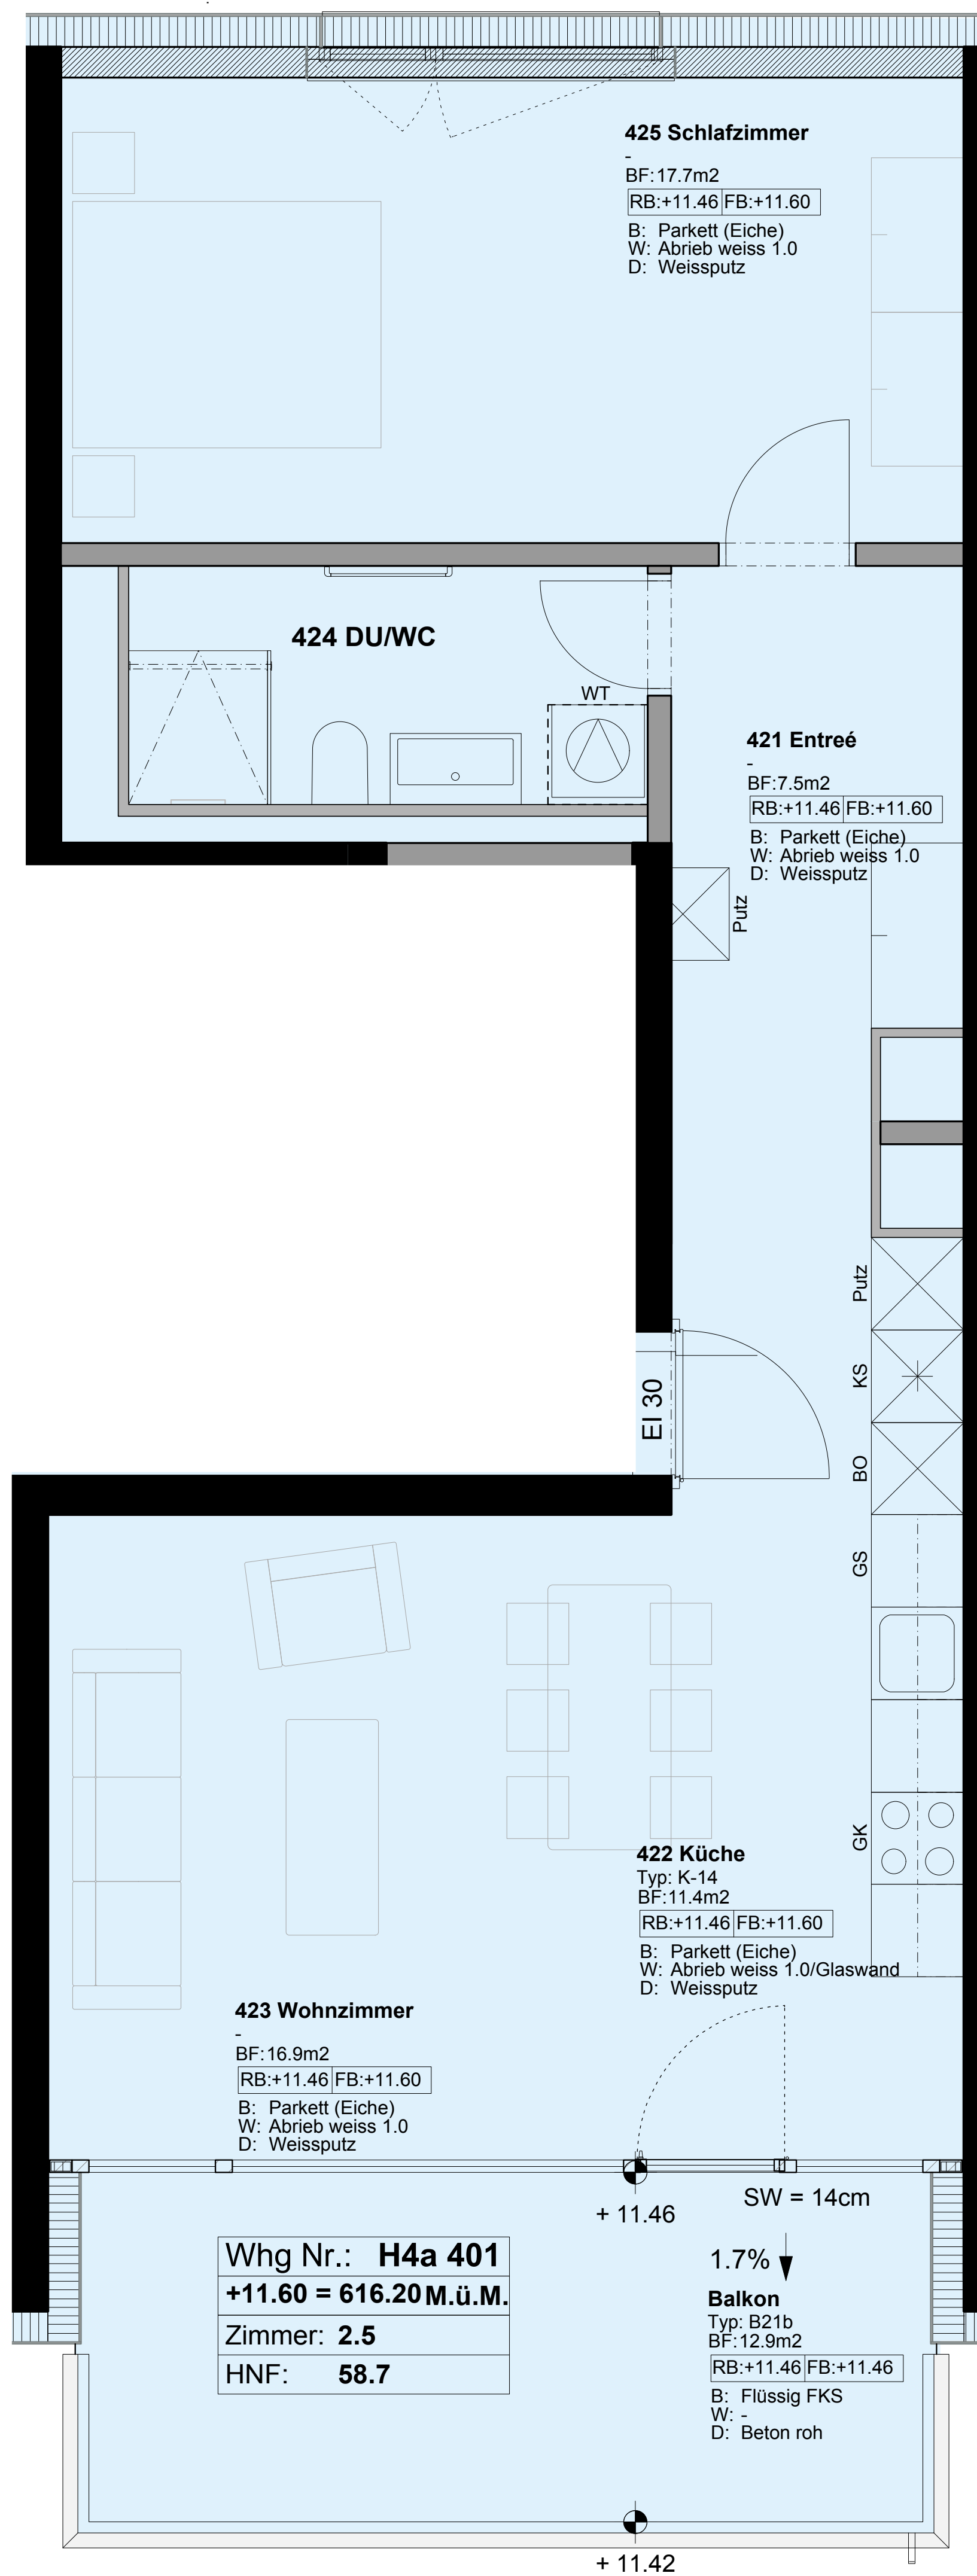 425 Schlafzimmer
-
BF:17.7m2
RB:+11.46 FB:+11.60
B: Parkett (Eiche)
W: Abrieb weiss 1.0
D: Weissputz
424 DU/WC
WT
421 Entreé
-
BF:7.5m2
RB:+11.46 FB:+11.60
B: Parkett (Eiche)
W: Abrieb weiss 1.0
D: Weissputz
Putz
Putz
KS
EI 30
BO
GS
GK
422 Küche
Typ: K-14
BF:11.4m2
RB:+11.46 FB:+11.60
B: Parkett (Eiche)
W: Abrieb weiss 1.0/Glaswand
D: Weissputz
423 Wohnzimmer
-
BF:16.9m2
RB:+11.46 FB:+11.60
B: Parkett (Eiche)
W: Abrieb weiss 1.0
D: Weissputz
+ 11.46
SW = 14cm
1.7%
Whg Nr.: H4a 401
+11.60 = 616.20 M.ü.M.
Zimmer: 2.5
HNF: 58.7
Balkon
Typ: B21b
BF:12.9m2
RB:+11.46 FB:+11.46
B: Flüssig FKS
W: -
D: Beton roh
+ 11.42